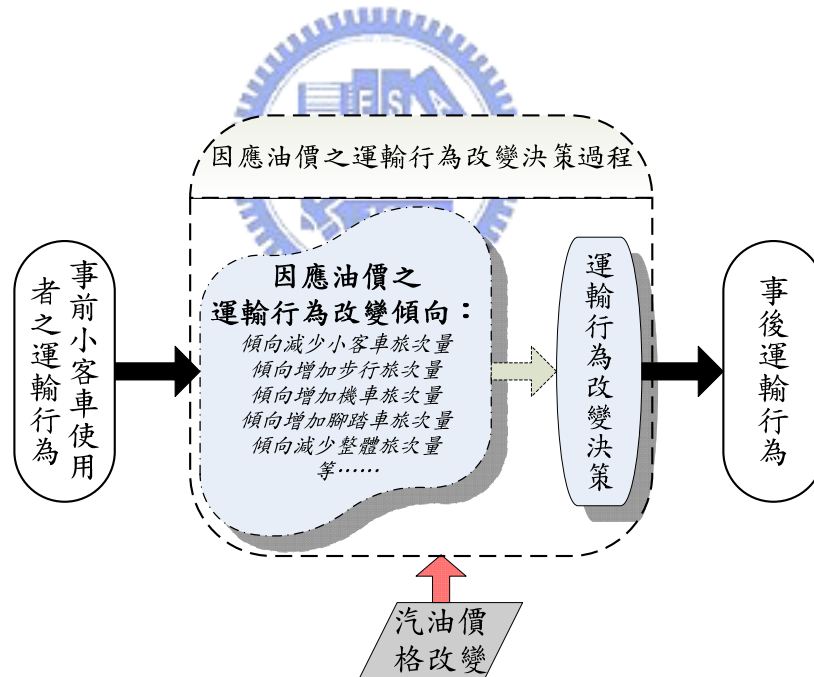 因應油價之運輸行為改變決策過程
事前小客車使用
者之運輸行為
因應油價之
運輸行為改變傾向：
傾向減少小客車旅次量
傾向增加步行旅次量
傾向增加機車旅次量
傾向增加腳踏車旅次量
傾向減少整體旅次量
等……
運輸行為改變決策
事後運輸行為
汽油價
格改變